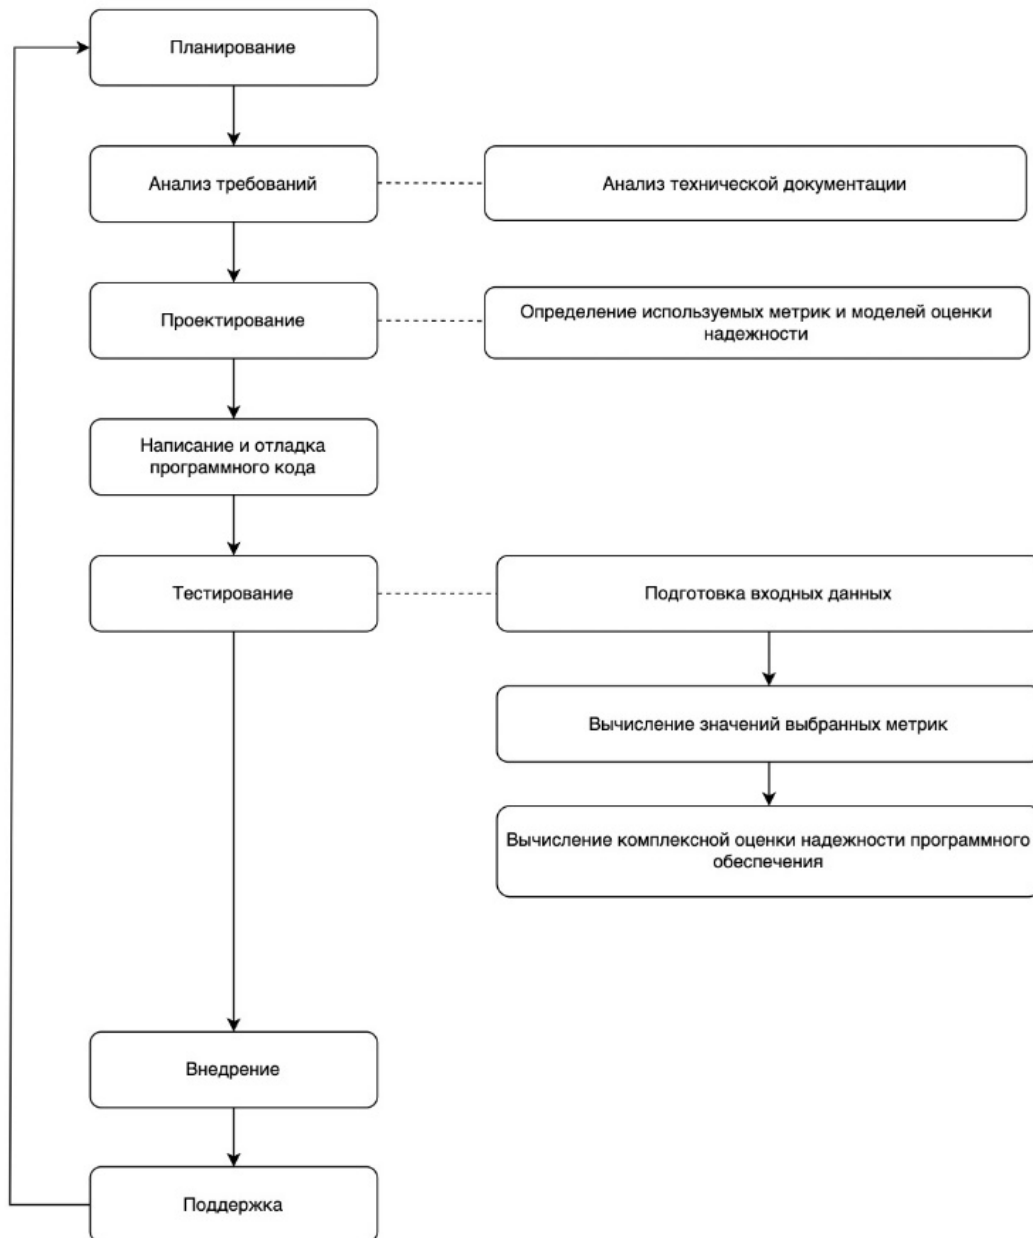 Планирование
Анализ требований
Анализ технической документации
Проектирование
Определение используемых метрик и моделей оценки
надежности
Написание и отладка
программного кода
Тестирование
Подготовка входных данных
Вычисление значений выбранных метрик
Вычисление комплексной оценки надежности программного
обеспечения
Внедрение
Поддержка